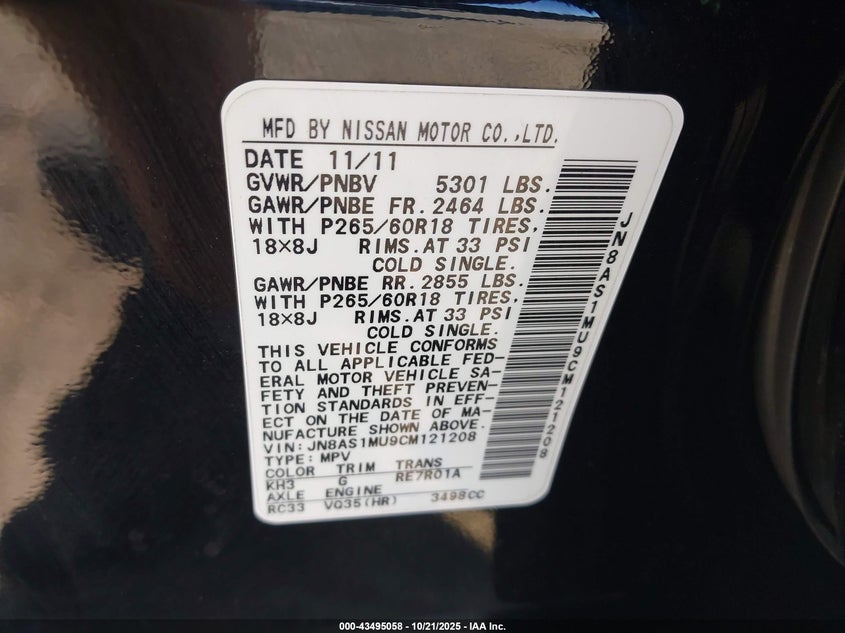 MFD BY NISSAN MOTOR CO.,LTD.
DATE 11/11
GVWR/PNBV 5301 LBS.
GAWR/PNBE FR. 2464 LBS.
WITH P265/60R18 TIRES,
18×8J RIMS.AT 33 PSI
COLD SINGLE.
GAWR/PNBE RR. 2855 LBS.
WITH P265/60R18 TIRES,
18×8J RIMS.AT 33 PSI
COLD SINGLE.
THIS VEHICLE CONFORMS
TO ALL APPLICABLE FED-
ERAL MOTOR VEHICLE SA-
FETY AND THEFT PREVEN-
TION STANDARDS IN EFF-
ECT ON THE DATE OF MA-
NUFACTURE SHOWN ABOVE.
VIN: JN8AS1MU9CM121208
TYPE: MPV
COLOR TRIM TRANS
KH3 G RE7R01A
AXLE ENGINE
RC33 VQ35(HR) 3498CC
JN8AS1MU9CM121208
000-43495058 - 10/21/2025 - IAA Inc.